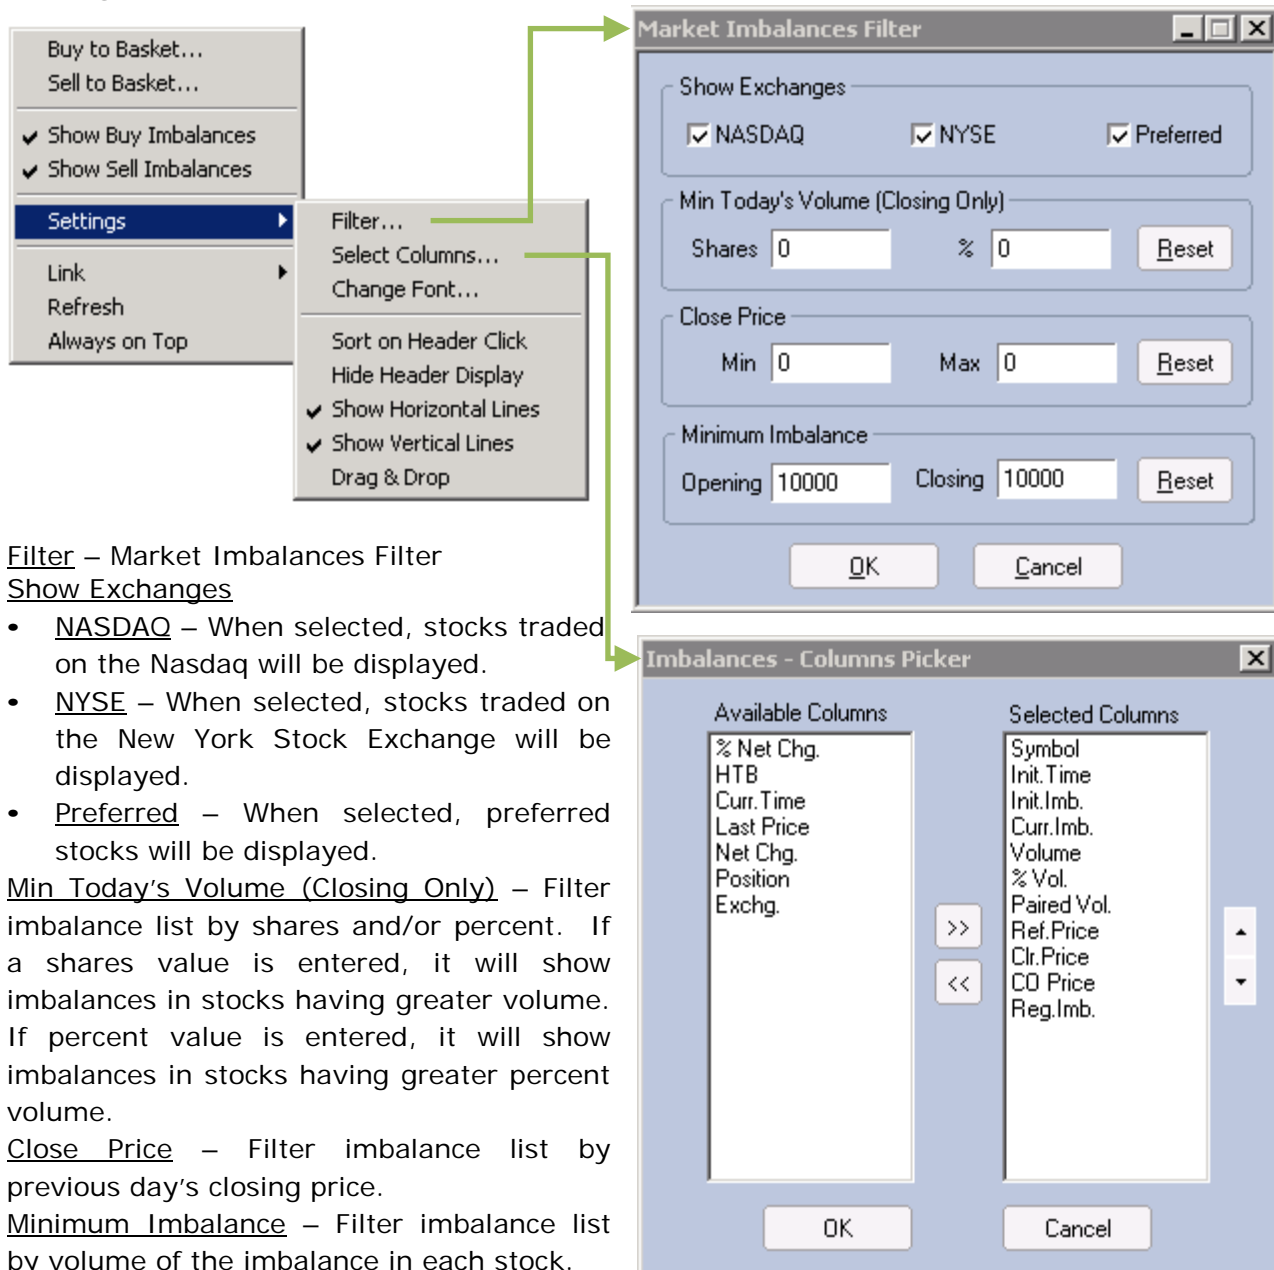 Buy to Basket...
Sell to Basket...
Show Buy Imbalances
Show Sell Imbalances
Settings
Link
Refresh
Always on Top
Filter...
Select Columns...
Change Font...
Sort on Header Click
Hide Header Display
Show Horizontal Lines
Show Vertical Lines
Drag & Drop
Market Imbalances Filter
Show Exchanges
NASDAQ NYSE Preferred
Min Today's Volume (Closing Only)
Shares 0 % 0 Reset
Close Price
Min 0 Max 0 Reset
Minimum Imbalance
Opening 10000 Closing 10000 Reset
OK Cancel
Filter – Market Imbalances Filter
Show Exchanges
• NASDAQ – When selected, stocks traded
on the Nasdaq will be displayed.
• NYSE – When selected, stocks traded on
the New York Stock Exchange will be
displayed.
• Preferred – When selected, preferred
stocks will be displayed.
Min Today's Volume (Closing Only) – Filter
imbalance list by shares and/or percent. If
a shares value is entered, it will show
imbalances in stocks having greater volume.
If percent value is entered, it will show
imbalances in stocks having greater percent
volume.
Close Price – Filter imbalance list by
previous day's closing price.
Minimum Imbalance – Filter imbalance list
by volume of the imbalance in each stock.
Imbalances - Columns Picker
Available Columns
% Net Chg.
HTB
Curr.Time
Last Price
Net Chg.
Position
Exchg.
>>
<<
Selected Columns
Symbol
Init.Time
Init.Imb.
Curr.Imb.
Volume
% Vol.
Paired Vol.
Ref.Price
Clr.Price
CO Price
Reg.Imb.
OK Cancel